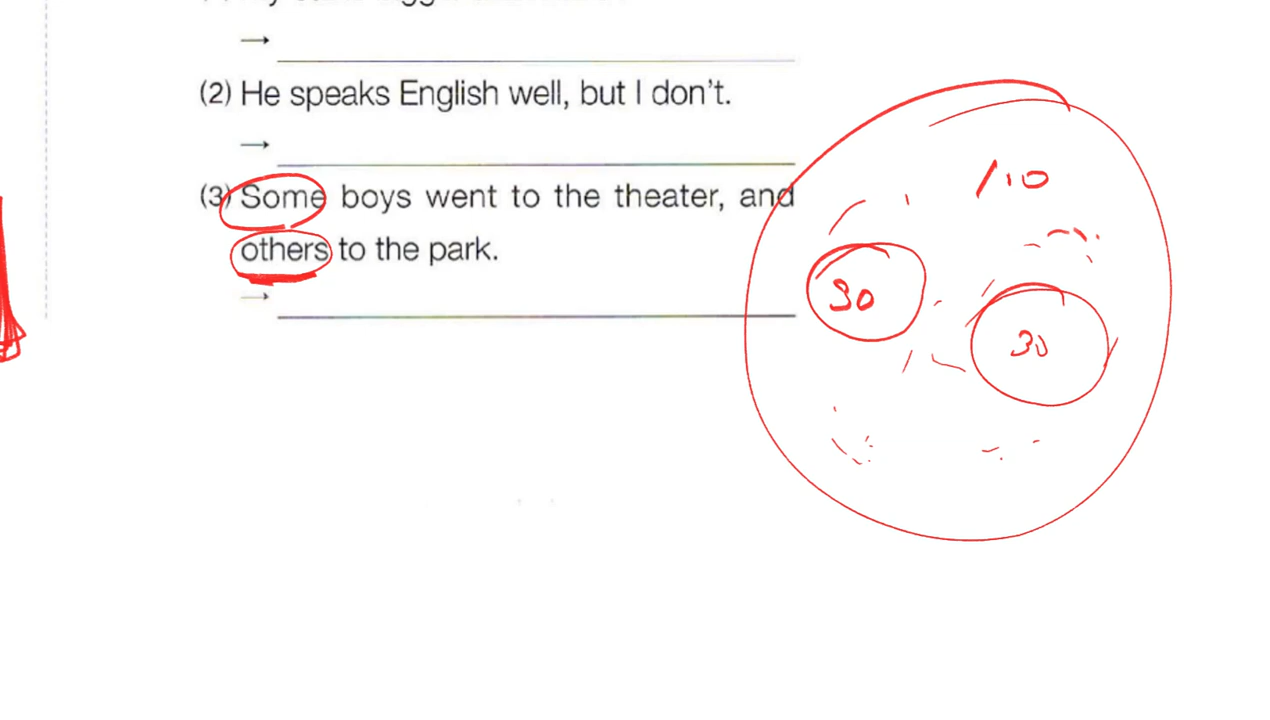 →
(2) He speaks English well, but I don't.
→
(3) Some boys went to the theater, and
others to the park.
→
110
30
30